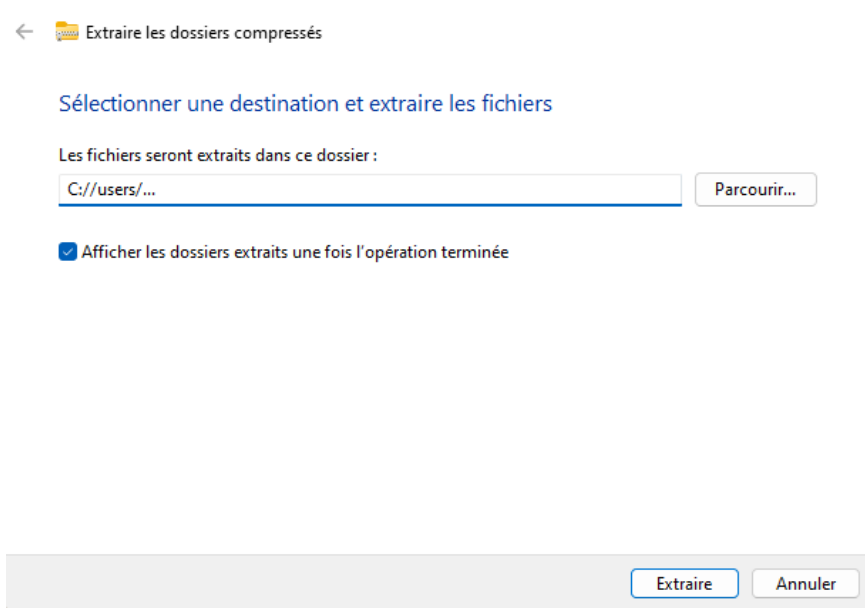 Extraire les dossiers compressés
Sélectionner une destination et extraire les fichiers
Les fichiers seront extraits dans ce dossier :
C://users/... Parcourir...
Afficher les dossiers extraits une fois l'opération terminée
Extraire Annuler